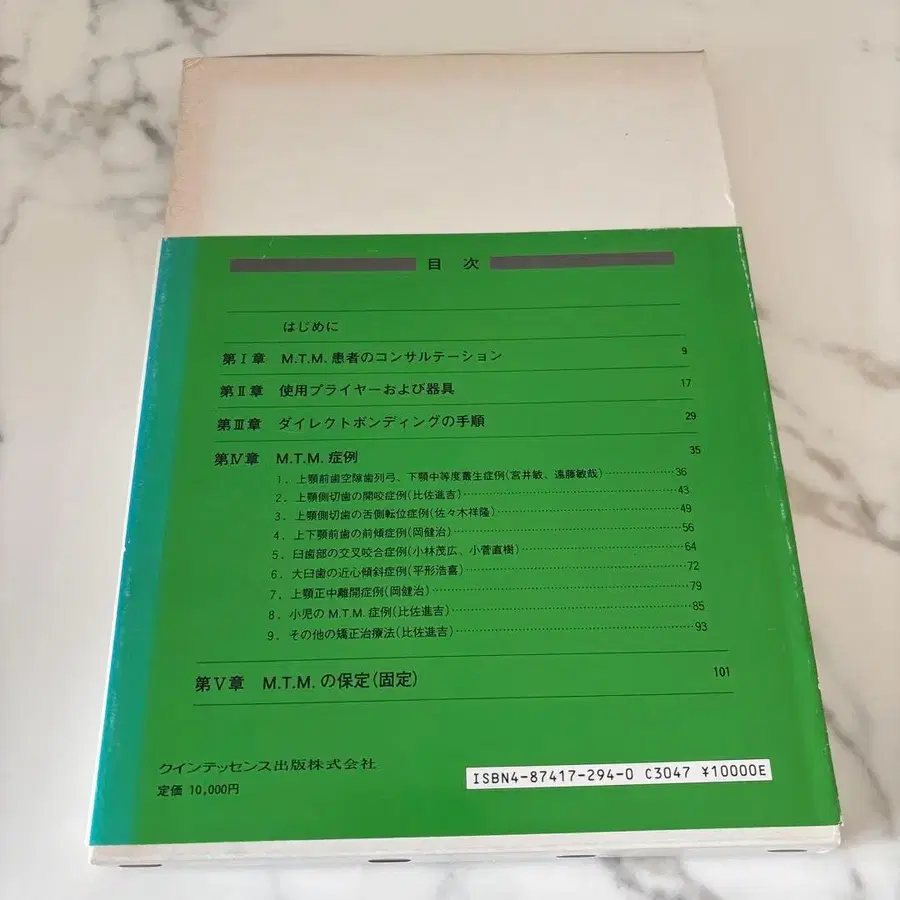 目 次
はじめに
第Ⅰ章 M.T.M. 患者のコンサルテーション 9
第Ⅱ章 使用プライヤーおよび器具 17
第Ⅲ章 ダイレクトボンディングの手順 29
第Ⅳ章 M.T.M. 症例 35
1. 上顎前歯空隙歯列弓、下顎中等度叢生症例(宮井敏、遠藤敏哉)…………36
2. 上顎側切歯の開咬症例(比佐進吉)…………43
3. 上顎側切歯の舌側転位症例(佐々木祥隆)…………49
4. 上下顎前歯の前傾症例(岡健治)…………56
5. 臼歯部の交叉咬合症例(小林茂広、小菅直樹)…………64
6. 大臼歯の近心傾斜症例(平形浩喜)…………72
7. 上顎正中離開症例(岡健治)…………79
8. 小児のM.T.M.症例(比佐進吉)…………85
9. その他の矯正治療法(比佐進吉)…………93
第Ⅴ章 M.T.M. の保定(固定) 101
クインテッセンス出版株式会社
定価 10,000円
ISBN4-87417-294-0 C3047 ¥10000E